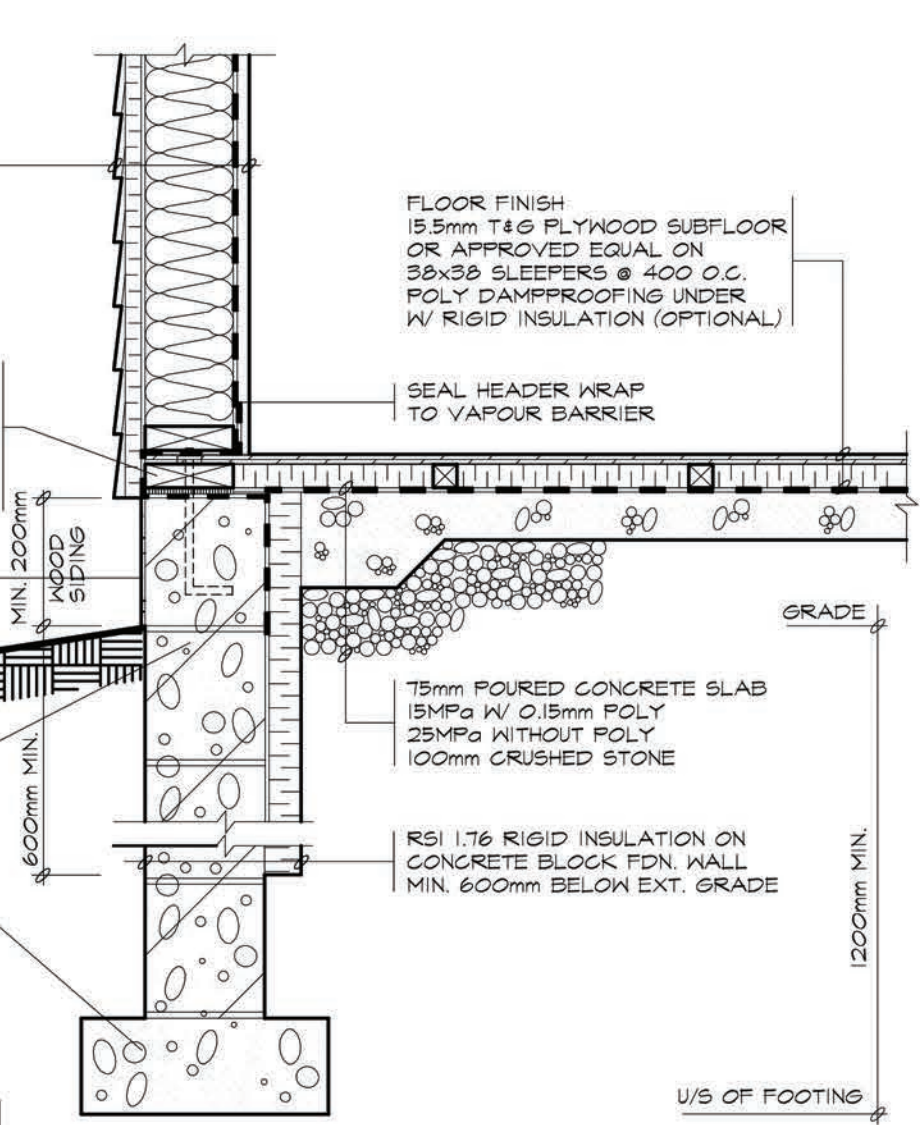 FLOOR FINISH
15.5mm T&G PLYWOOD SUBFLOOR
OR APPROVED EQUAL ON
38x38 SLEEPERS @ 400 O.C.
POLY DAMPPROOFING UNDER
W/ RIGID INSULATION (OPTIONAL)
SEAL HEADER WRAP
TO VAPOUR BARRIER
MIN. 200mm
WOOD
SIDING
GRADE
75mm POURED CONCRETE SLAB
15MPa W/ 0.15mm POLY
25MPa WITHOUT POLY
100mm CRUSHED STONE
600mm MIN.
RSI 1.76 RIGID INSULATION ON
CONCRETE BLOCK FDN. WALL
MIN. 600mm BELOW EXT. GRADE
1200mm MIN.
U/S OF FOOTING